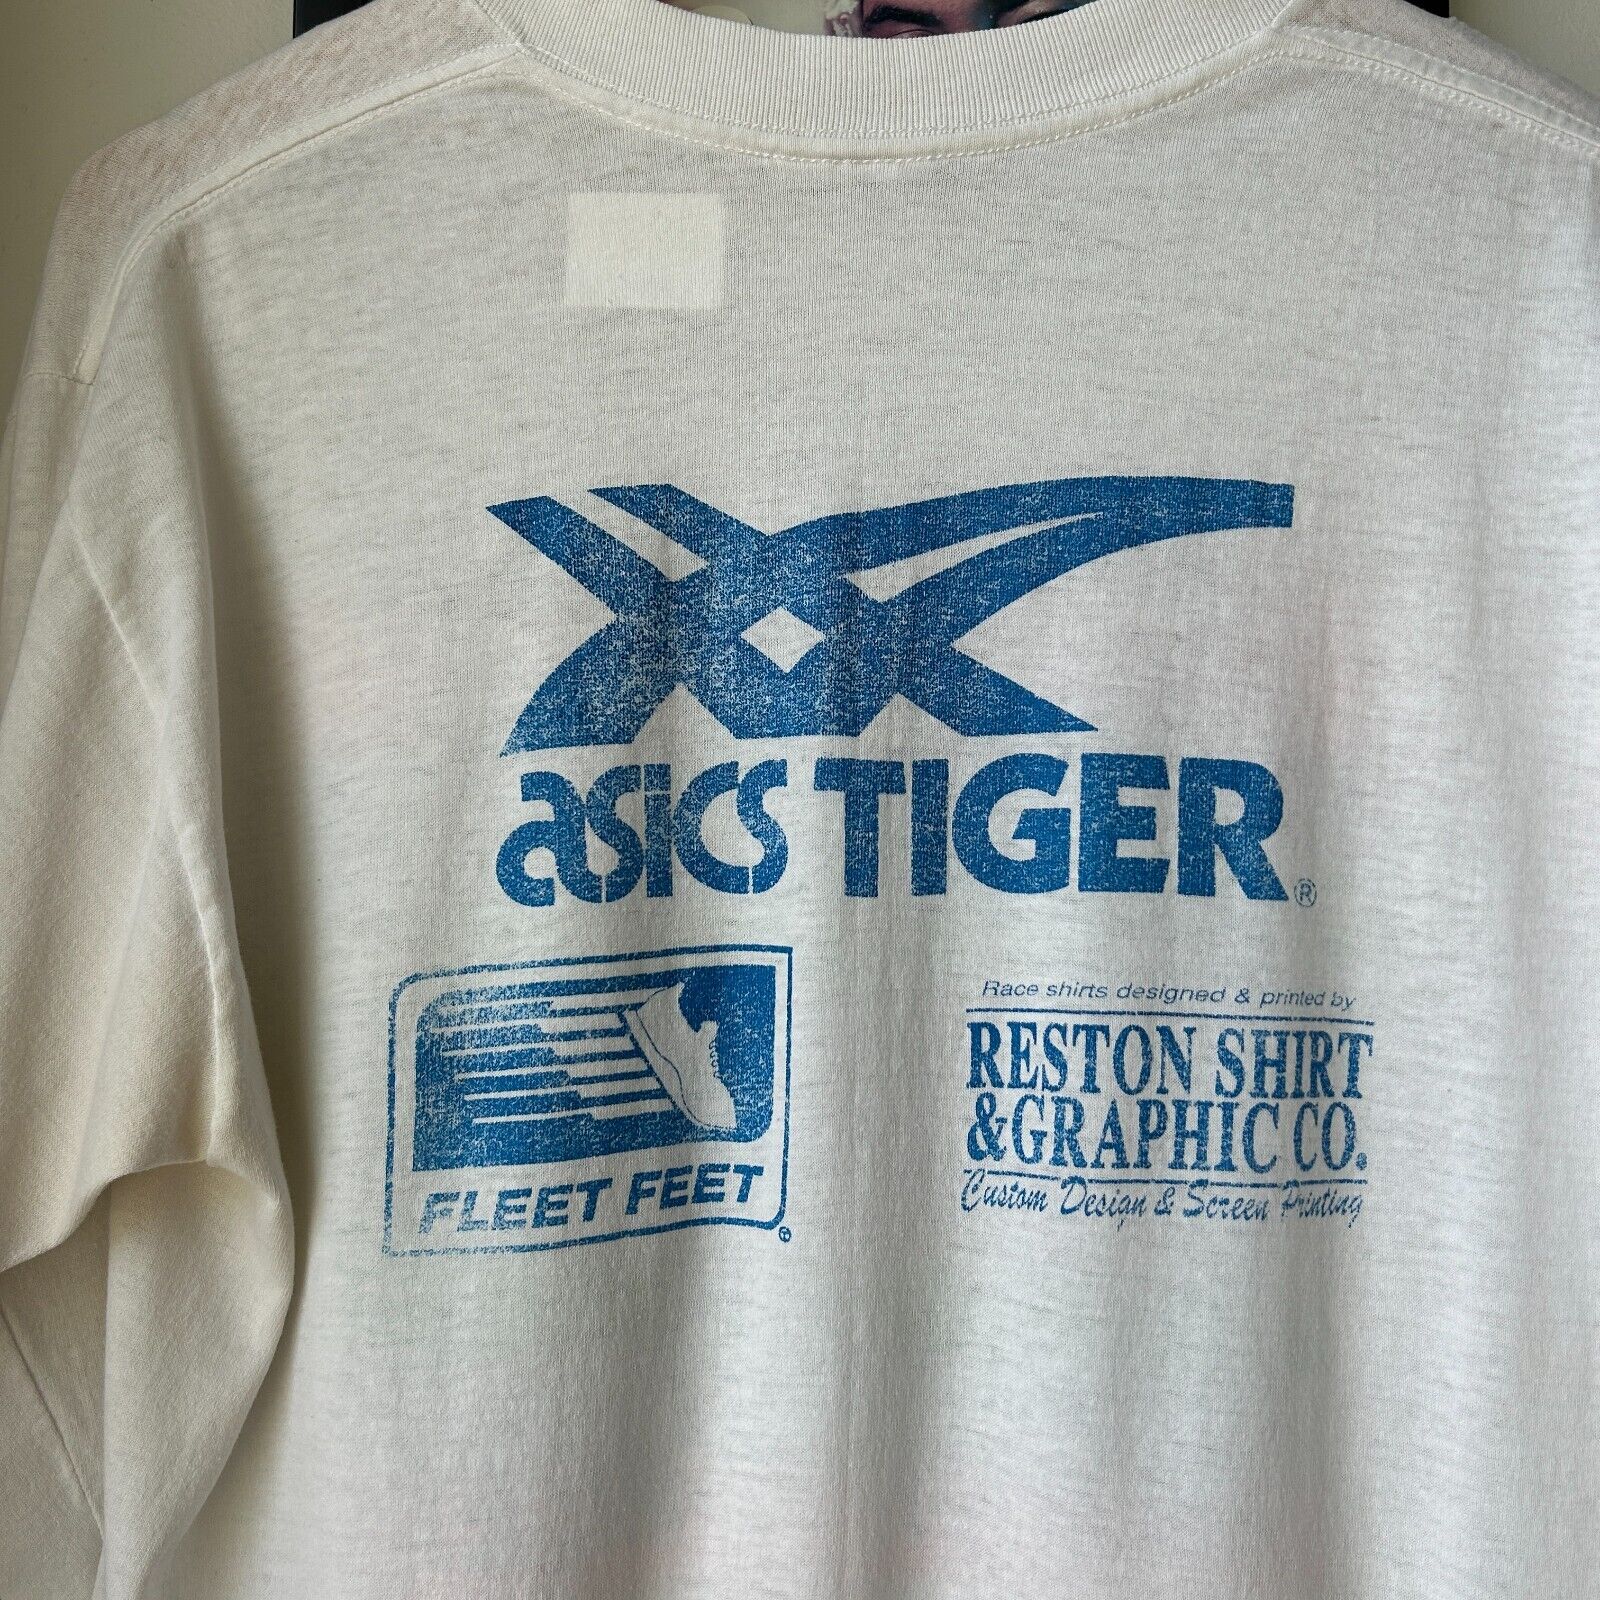 asics TIGER ®
FLEET FEET ®
Race shirts designed & printed by
RESTON SHIRT
& GRAPHIC CO.
Custom Design & Screen Printing